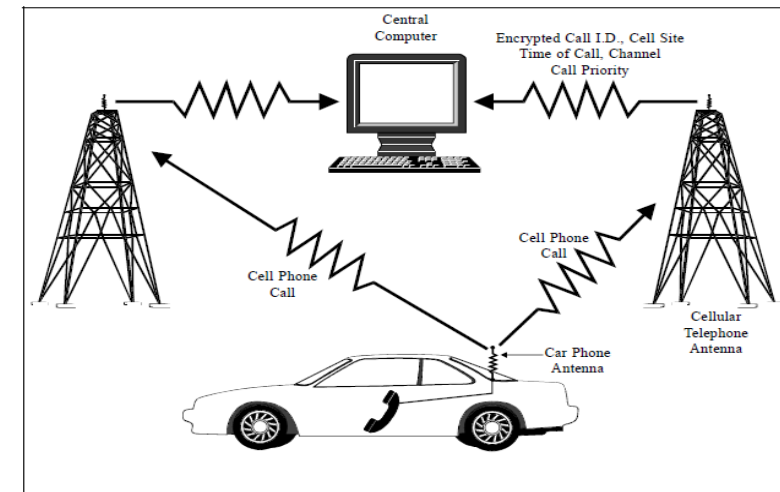 Central
Computer
Encrypted Call I.D., Cell Site
Time of Call, Channel
Call Priority
Cell Phone
Call
Cell Phone
Call
Cellular
Telephone
Antenna
Car Phone
Antenna